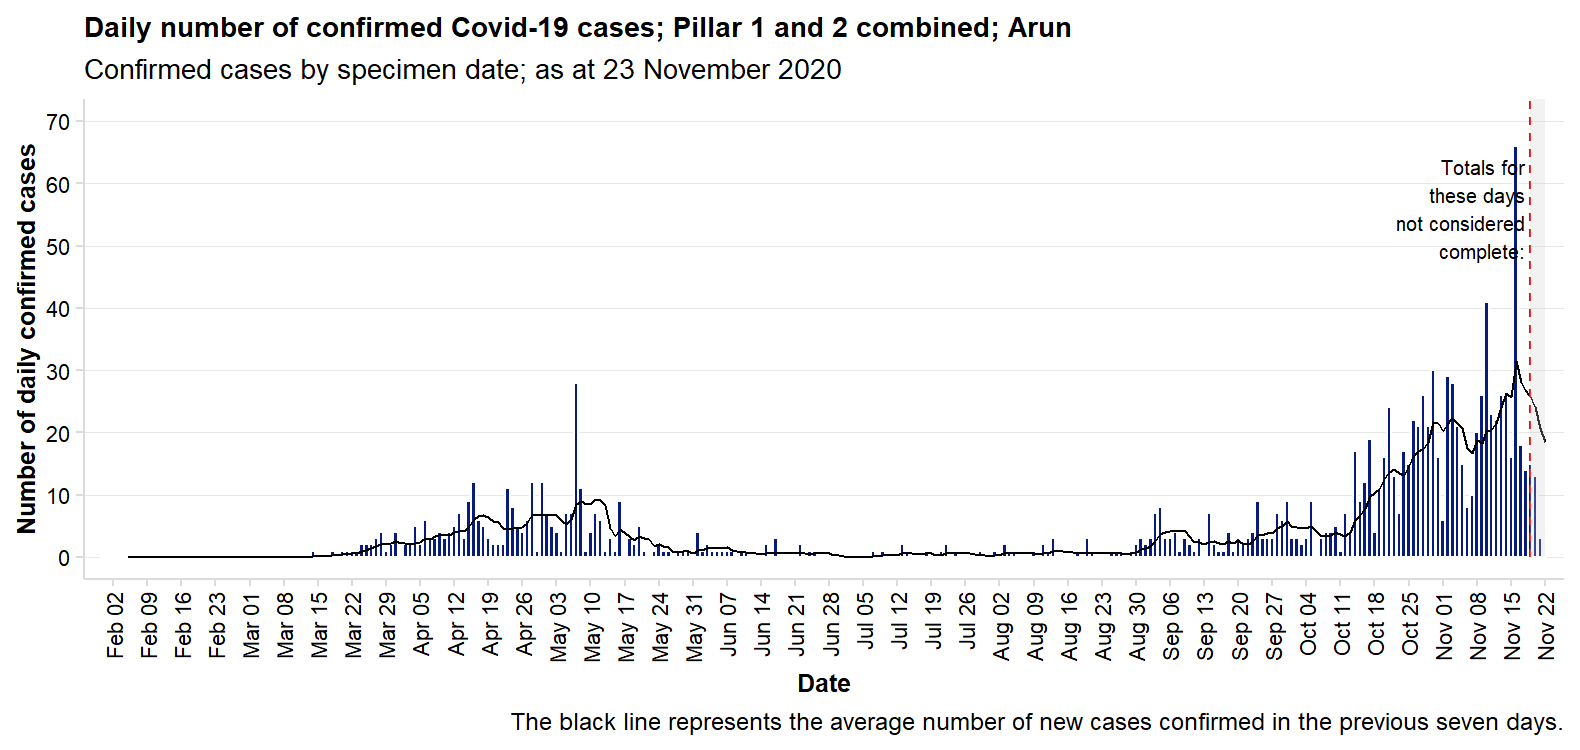 Daily number of confirmed Covid-19 cases; Pillar 1 and 2 combined; Arun
Confirmed cases by specimen date; as at 23 November 2020
Number of daily confirmed cases
70
60
50
40
30
20
10
0
Totals for
these days
not considered
complete:
Feb 02
Feb 09
Feb 16
Feb 23
Mar 01
Mar 08
Mar 15
Mar 22
Mar 29
Apr 05
Apr 12
Apr 19
Apr 26
May 03
May 10
May 17
May 24
May 31
Jun 07
Jun 14
Jun 21
Jun 28
Jul 05
Jul 12
Jul 19
Jul 26
Aug 02
Aug 09
Aug 16
Aug 23
Aug 30
Sep 06
Sep 13
Sep 20
Sep 27
Oct 04
Oct 11
Oct 18
Oct 25
Nov 01
Nov 08
Nov 15
Nov 22
Date
The black line represents the average number of new cases confirmed in the previous seven days.